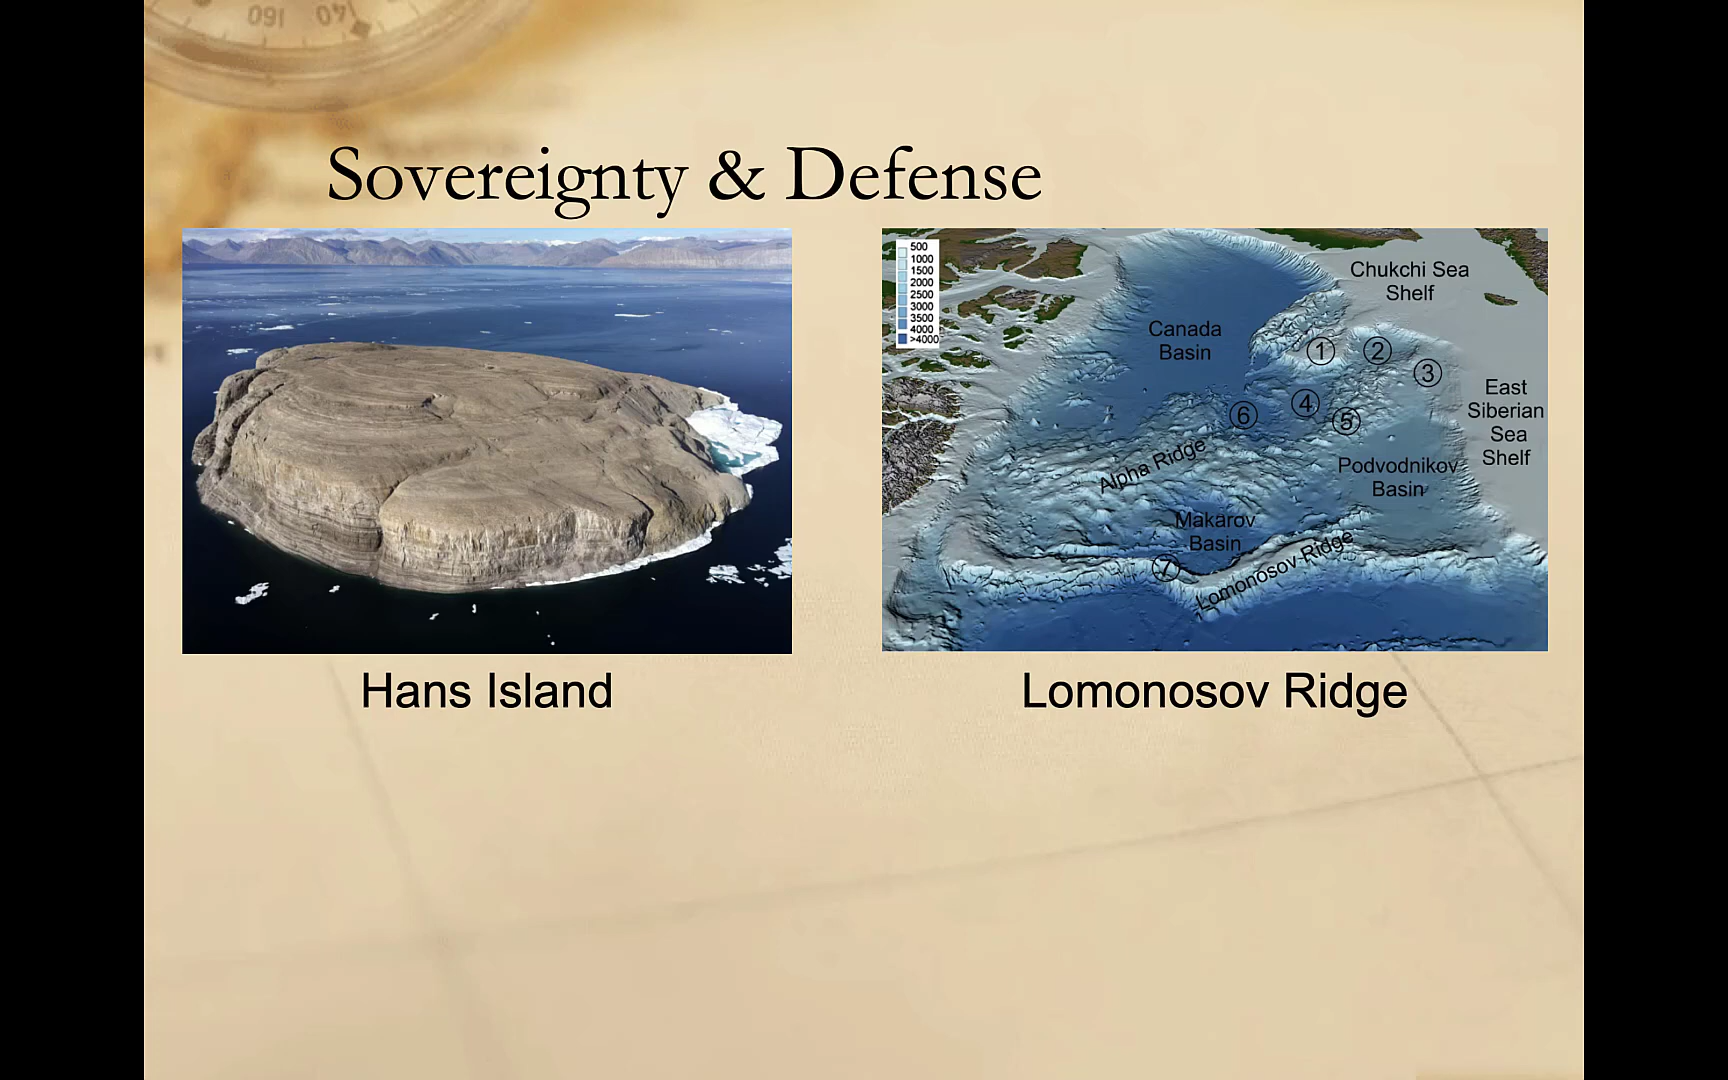 160
40
Sovereignty & Defense
500
1000
1500
2000
2500
3000
3500
4000
>4000
Chukchi Sea
Shelf
Canada
Basin
1
2
3
East
Siberian
Sea
Shelf
4
5
6
Alpha Ridge
Podvodnikov
Basin
Makarov
Basin
7
Lomonosov Ridge
Hans Island
Lomonosov Ridge